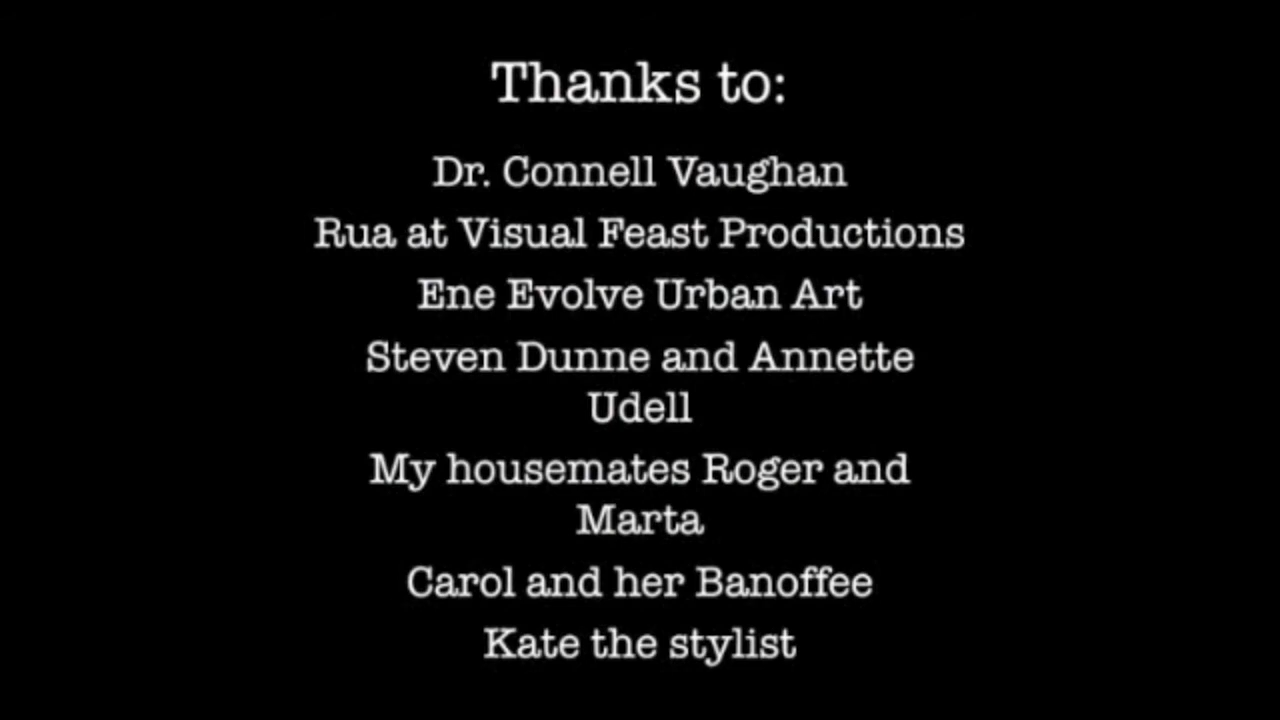 Thanks to:
Dr. Connell Vaughan
Rua at Visual Feast Productions
Ene Evolve Urban Art
Steven Dunne and Annette
Udell
My housemates Roger and
Marta
Carol and her Banoffee
Kate the stylist